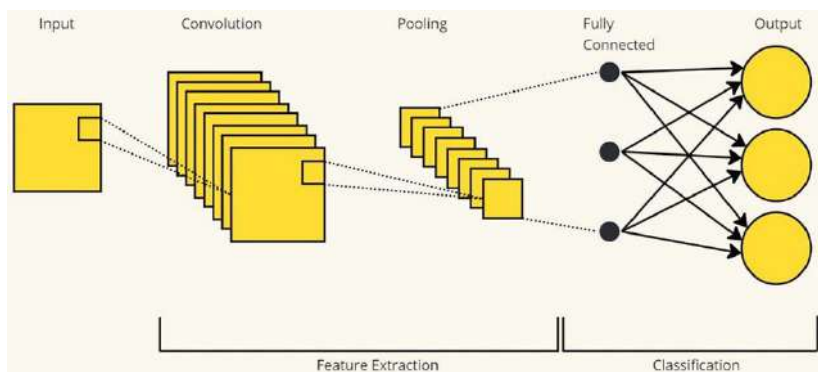 Input
Convolution
Pooling
Fully
Connected
Output
Feature Extraction
Classification